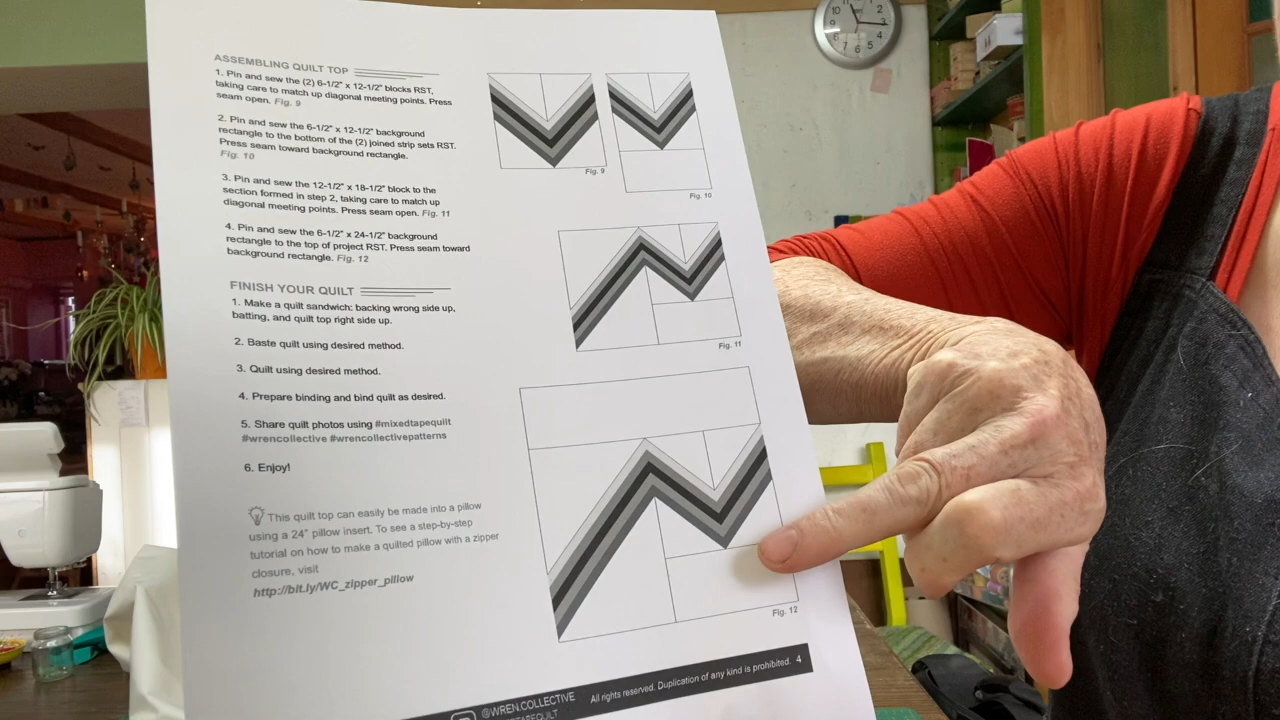 ASSEMBLING QUILT TOP
1. Pin and sew the (2) 6-1/2" x 12-1/2" blocks RST,
taking care to match up diagonal meeting points. Press
seam open. Fig. 9
2. Pin and sew the 6-1/2" x 12-1/2" background
rectangle to the bottom of the (2) joined strip sets RST.
Press seam toward background rectangle.
Fig. 10
3. Pin and sew the 12-1/2" x 18-1/2" block to the
section formed in step 2, taking care to match up
diagonal meeting points. Press seam open. Fig. 11
4. Pin and sew the 6-1/2" x 24-1/2" background
rectangle to the top of project RST. Press seam toward
background rectangle. Fig. 12
FINISH YOUR QUILT
1. Make a quilt sandwich: backing wrong side up,
batting, and quilt top right side up.
2. Baste quilt using desired method.
3. Quilt using desired method.
4. Prepare binding and bind quilt as desired.
5. Share quilt photos using #mixedtapequilt
#wrencollective #wrencollectivepatterns
6. Enjoy!
This quilt top can easily be made into a pillow
using a 24" pillow insert. To see a step-by-step
tutorial on how to make a quilted pillow with a zipper
closure, visit
http://bit.ly/WC_zipper_pillow
Fig. 9
Fig. 10
Fig. 11
Fig. 12
@WREN.COLLECTIVE
All rights reserved. Duplication of any kind is prohibited. 4
10 11 2 3 4 5 6 7 8 9